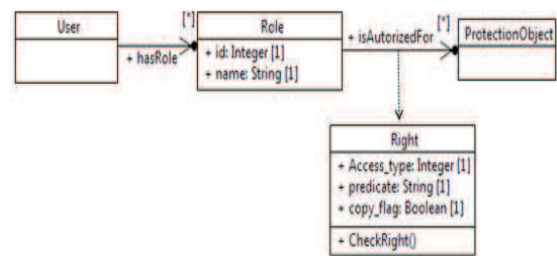 User
[*]
+ hasRole
Role
+ id: Integer [1]
+ name: String [1]
+ isAutorizedFor
[*]
ProtectionObject
Right
+ Access_type: Integer [1]
+ predicate: String [1]
+ copy_flag: Boolean [1]
+ CheckRight()